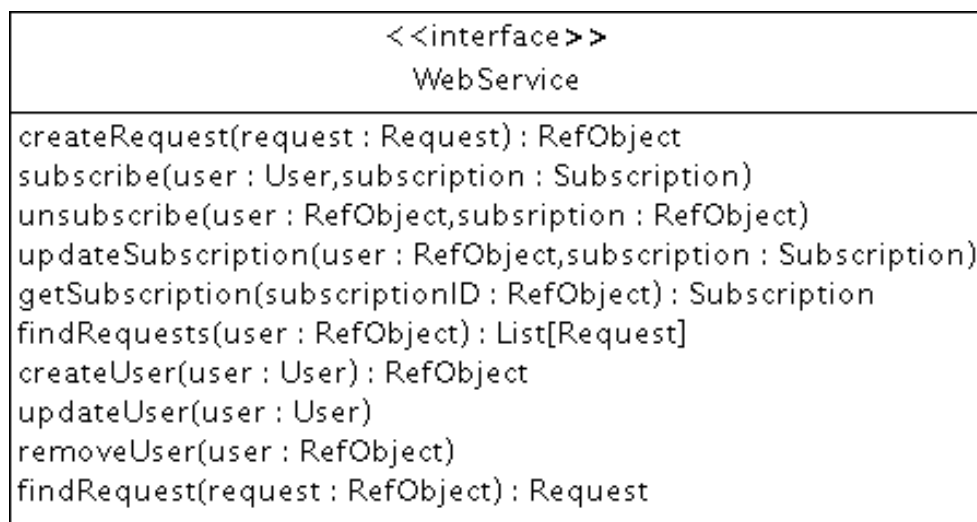 <<interface>>
WebService
createRequest(request : Request) : RefObject
subscribe(user : User,subscription : Subscription)
unsubscribe(user : RefObject,subsription : RefObject)
updateSubscription(user : RefObject,subscription : Subscription)
getSubscription(subscriptionID : RefObject) : Subscription
findRequests(user : RefObject) : List[Request]
createUser(user : User) : RefObject
updateUser(user : User)
removeUser(user : RefObject)
findRequest(request : RefObject) : Request